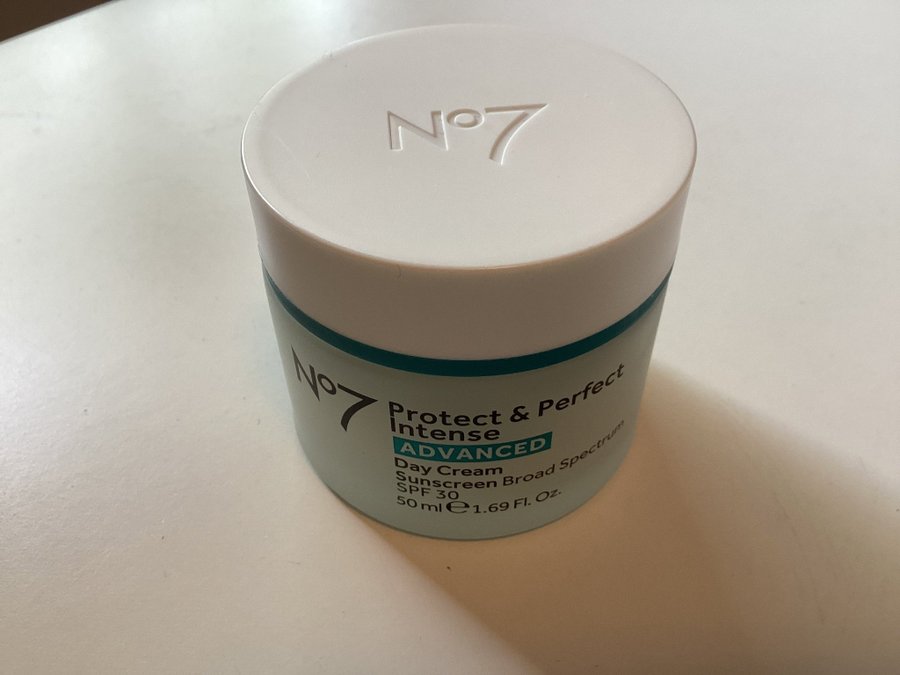 No7
No7
Protect & Perfect
Intense
ADVANCED
Day Cream
Sunscreen Broad Spectrum
SPF 30
50 ml ℮ 1.69 Fl. Oz.